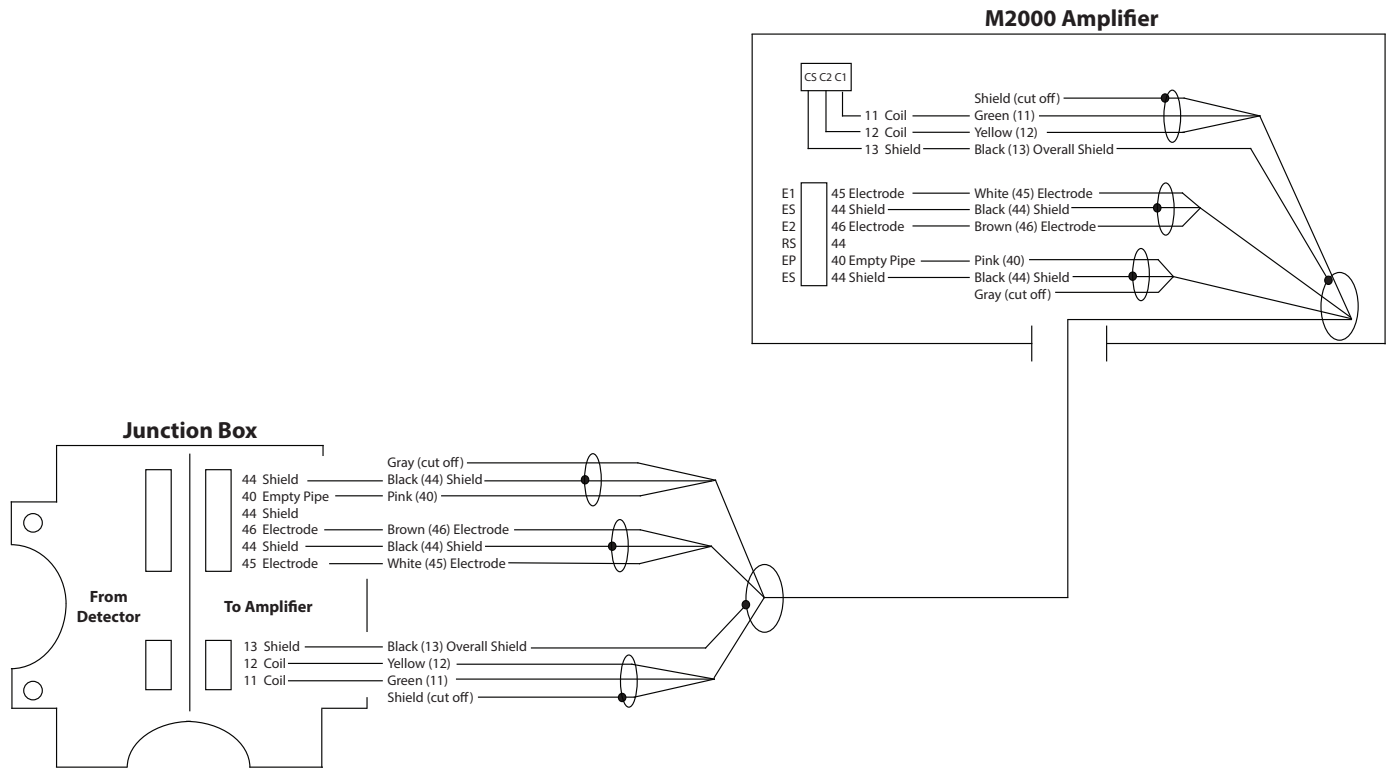 M2000 Amplifier
CS C2 C1
Shield (cut off)
11 Coil Green (11)
12 Coil Yellow (12)
13 Shield Black (13) Overall Shield
E1 45 Electrode White (45) Electrode
ES 44 Shield Black (44) Shield
E2 46 Electrode Brown (46) Electrode
RS 44
EP 40 Empty Pipe Pink (40)
ES 44 Shield Black (44) Shield
Gray (cut off)
Junction Box
Gray (cut off)
44 Shield Black (44) Shield
40 Empty Pipe Pink (40)
44 Shield
46 Electrode Brown (46) Electrode
44 Shield Black (44) Shield
45 Electrode White (45) Electrode
From
Detector
To Amplifier
13 Shield Black (13) Overall Shield
12 Coil Yellow (12)
11 Coil Green (11)
Shield (cut off)